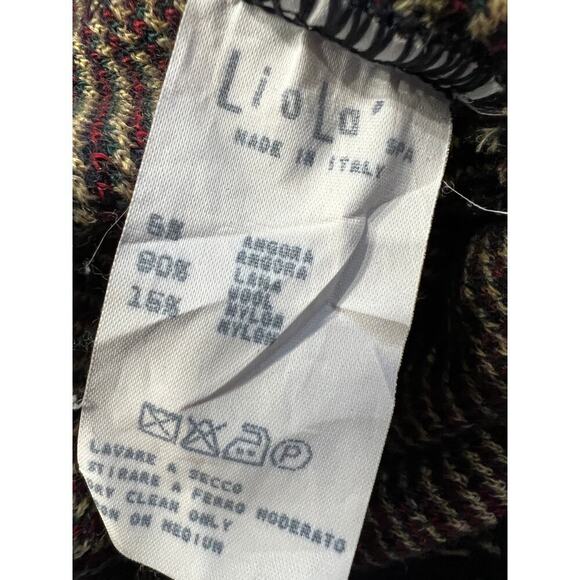 LioLa' SPA
MADE IN ITALY
5% ANGORA
ANGORA
80% LANA
WOOL
15% NYLON
NYLON
P
LAVARE A SECCO
STIRARE A FERRO MODERATO
DRY CLEAN ONLY
IRON ON MEDIUM